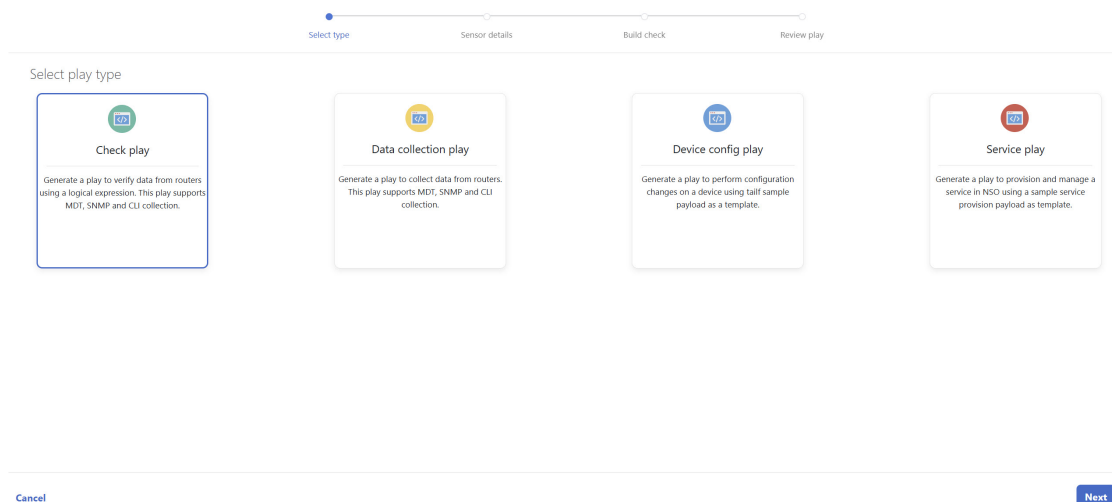 Select type
Sensor details
Build check
Review play
Select play type
Check play
Generate a play to verify data from routers
using a logical expression. This play supports
MDT, SNMP and CLI collection.
Data collection play
Generate a play to collect data from routers.
This play supports MDT, SNMP and CLI
collection.
Device config play
Generate a play to perform configuration
changes on a device using tailf sample
payload as a template.
Service play
Generate a play to provision and manage a
service in NSO using a sample service
provision payload as template.
Cancel
Next